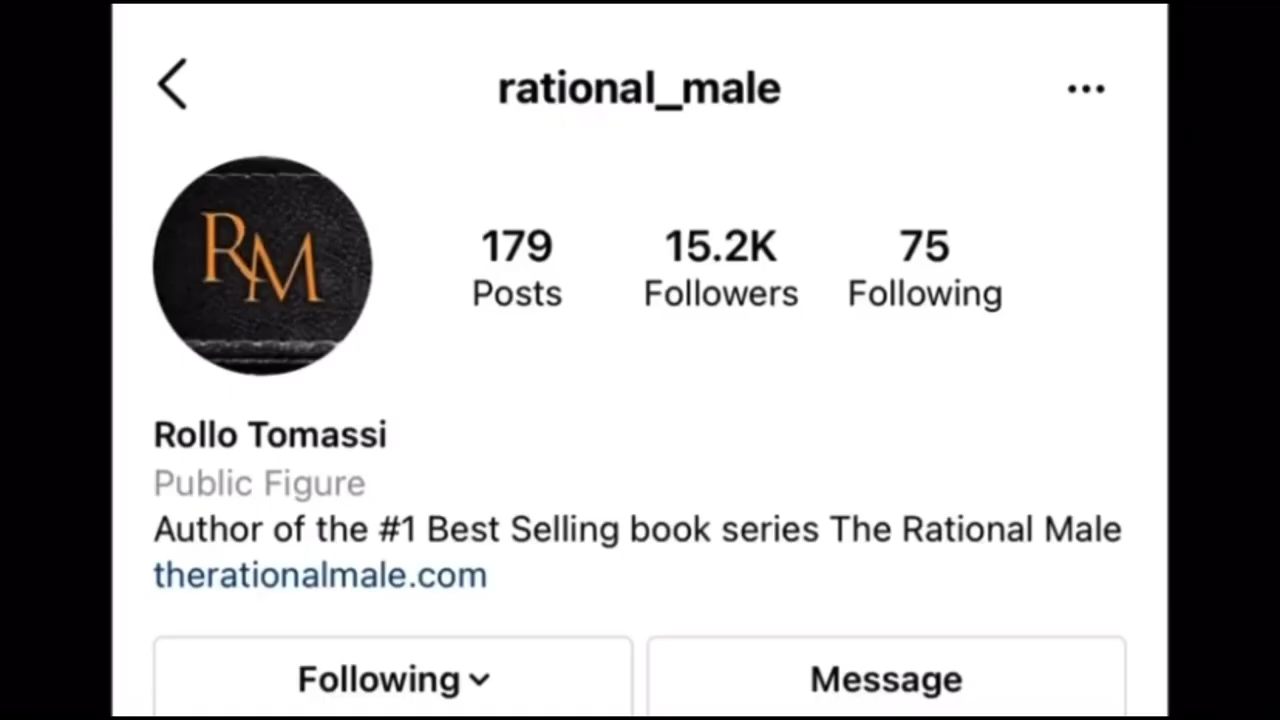 rational_male
RM
179 15.2K 75
Posts Followers Following
Rollo Tomassi
Public Figure
Author of the #1 Best Selling book series The Rational Male
therationalmale.com
Following Message